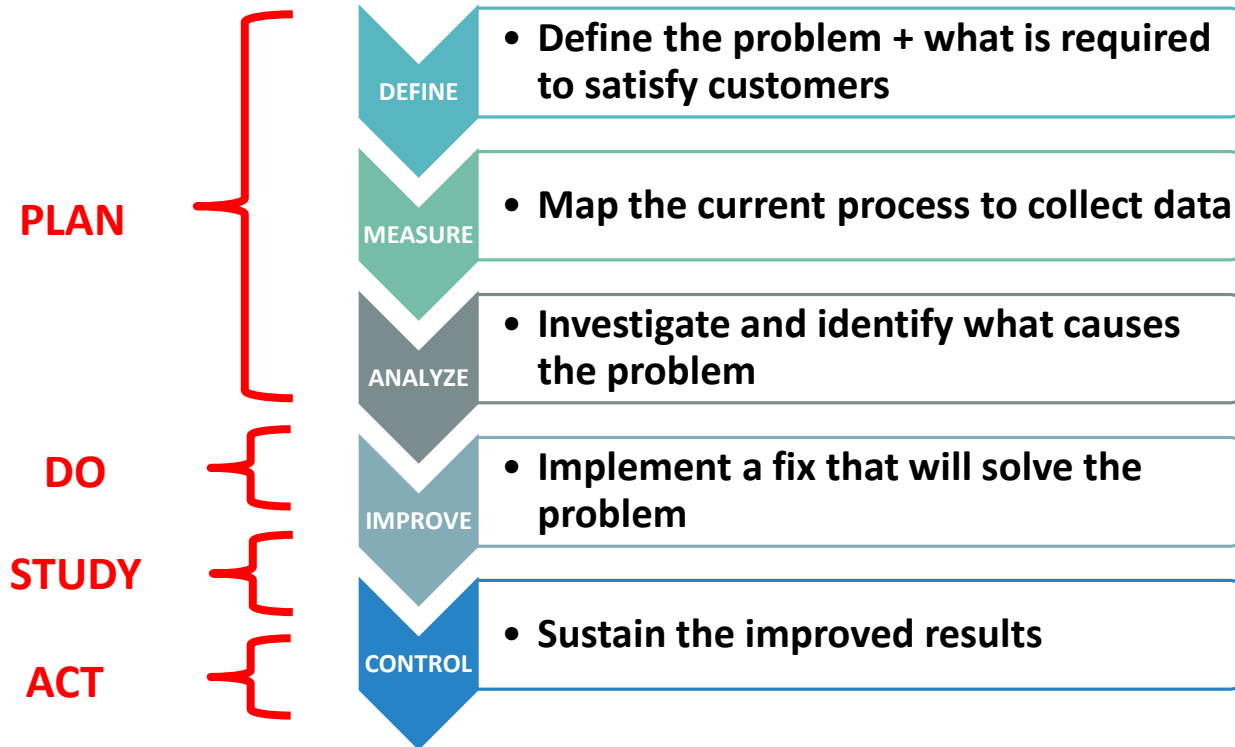 PLAN
DEFINE
• Define the problem + what is required
to satisfy customers
MEASURE
• Map the current process to collect data
ANALYZE
• Investigate and identify what causes
the problem
DO
IMPROVE
• Implement a fix that will solve the
problem
STUDY
ACT
CONTROL
• Sustain the improved results